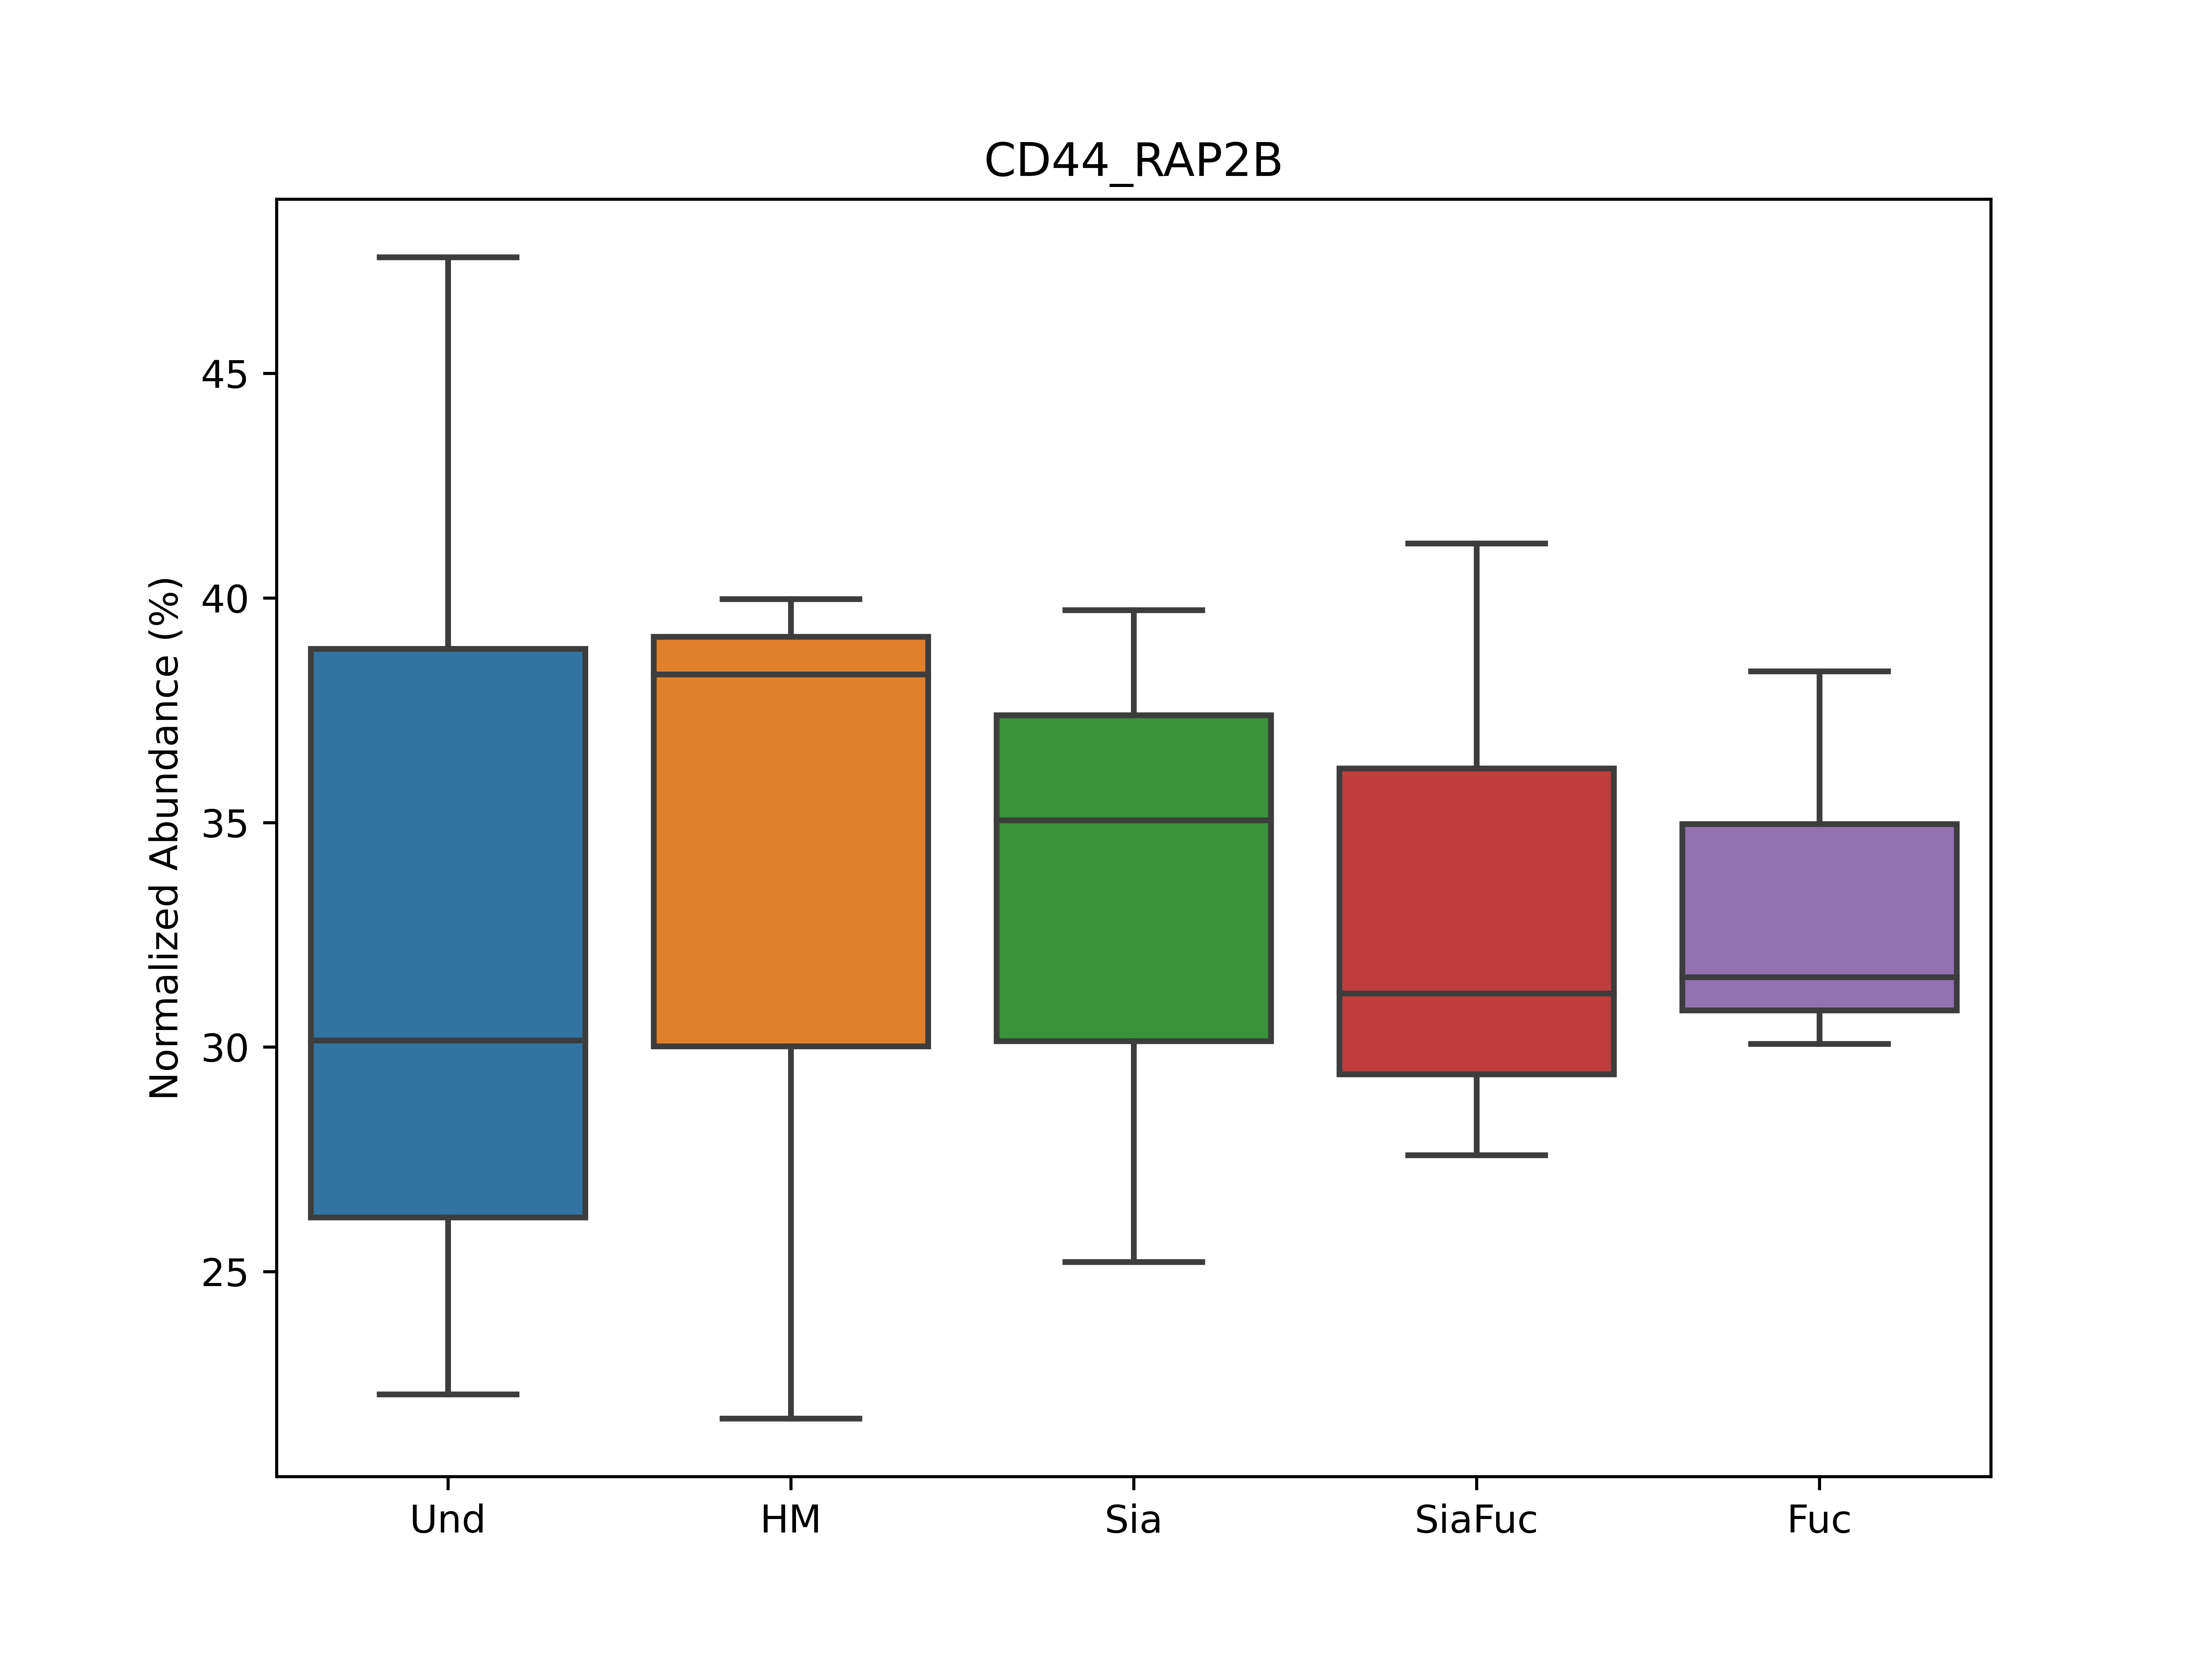 CD44_RAP2B
Normalized Abundance (%)
45
40
35
30
25
Und
HM
Sia
SiaFuc
Fuc